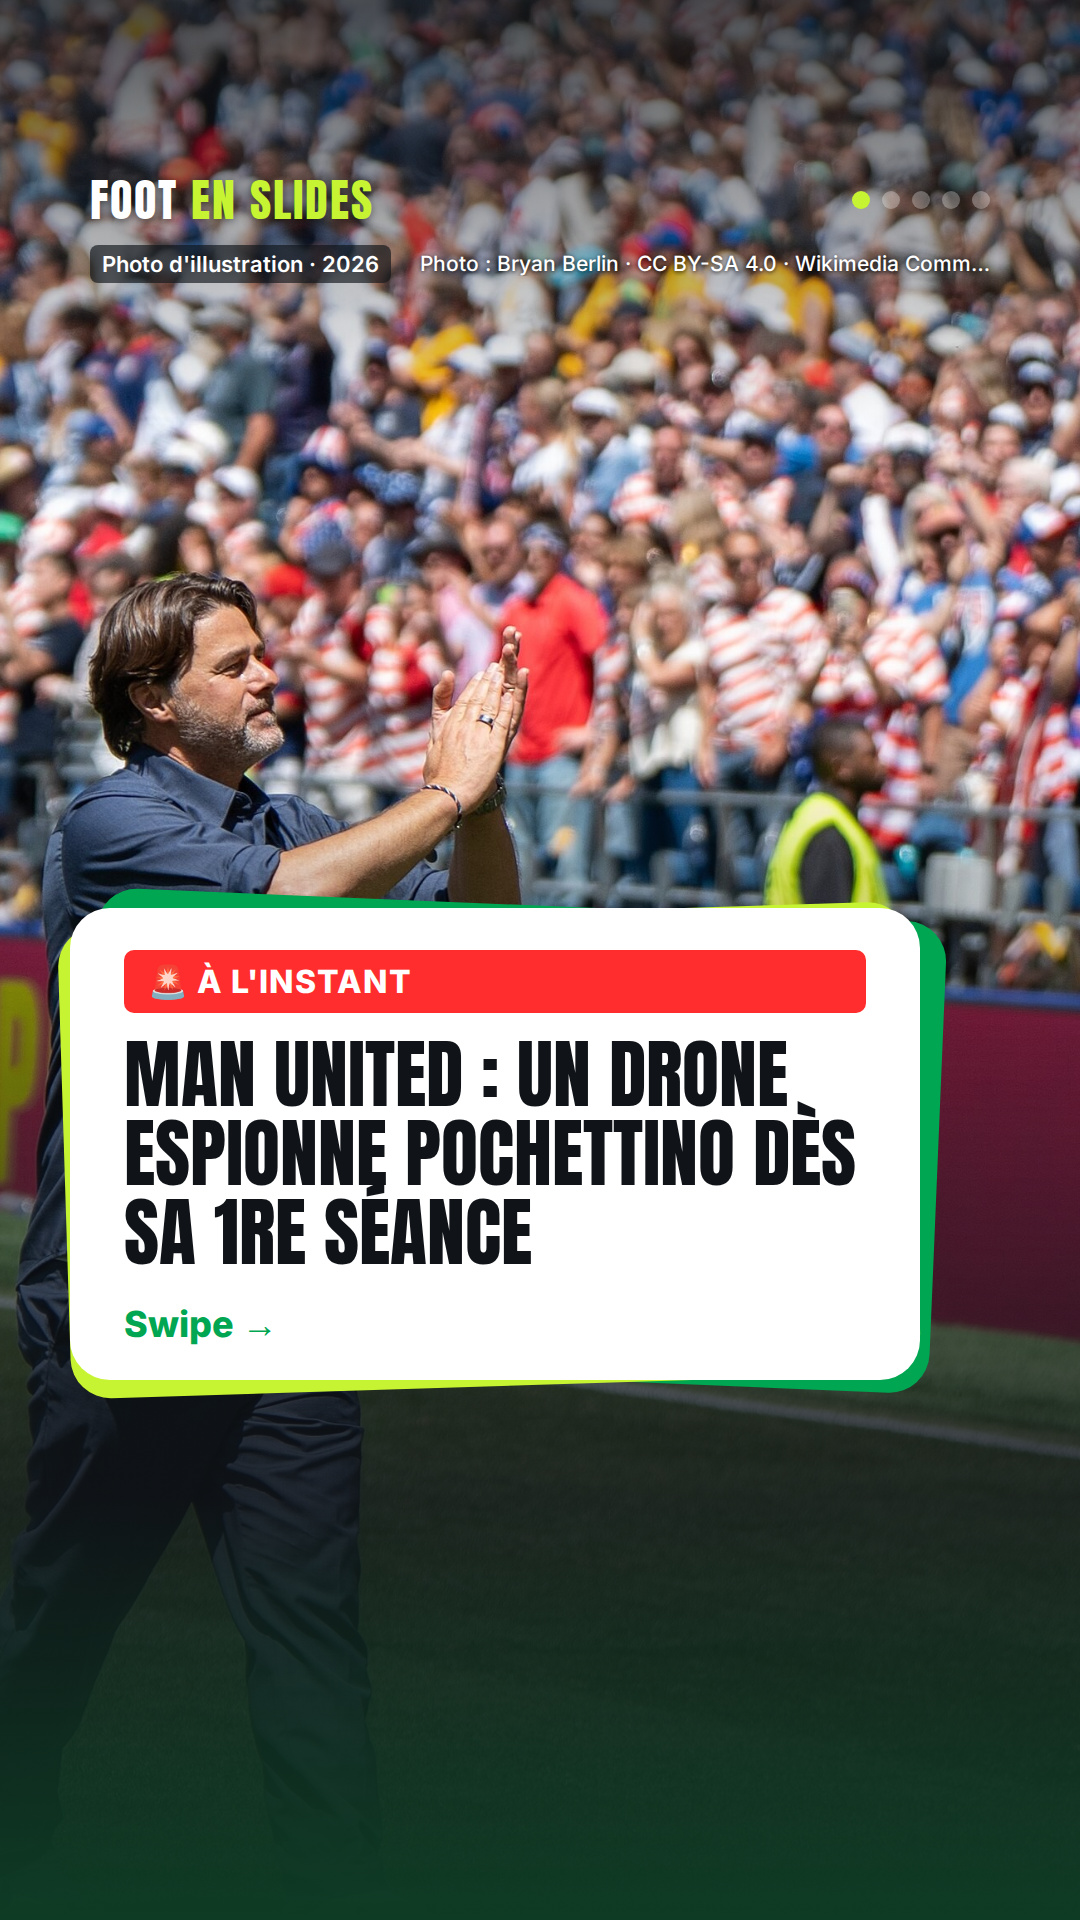 FOOT EN SLIDES
Photo d'illustration · 2026
Photo : Bryan Berlin · CC BY-SA 4.0 · Wikimedia Comm...
🚨 À L'INSTANT
MAN UNITED : UN DRONE
ESPIONNE POCHETTINO DÈS
SA 1RE SÉANCE
Swipe →